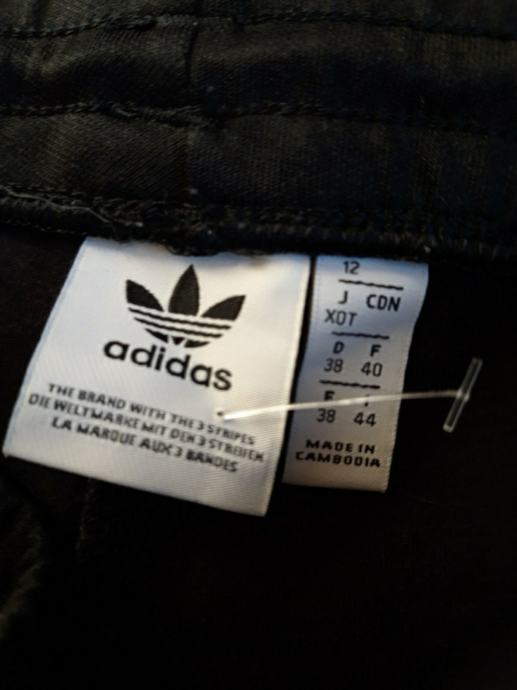 adidas
THE BRAND WITH THE 3 STRIPES
DIE WELTMARKE MIT DEN 3 STREIFEN
LA MARQUE AUX 3 BANDES
12
J CDN
XOT
D F
38 40
E
38 44
MADE IN
CAMBODIA